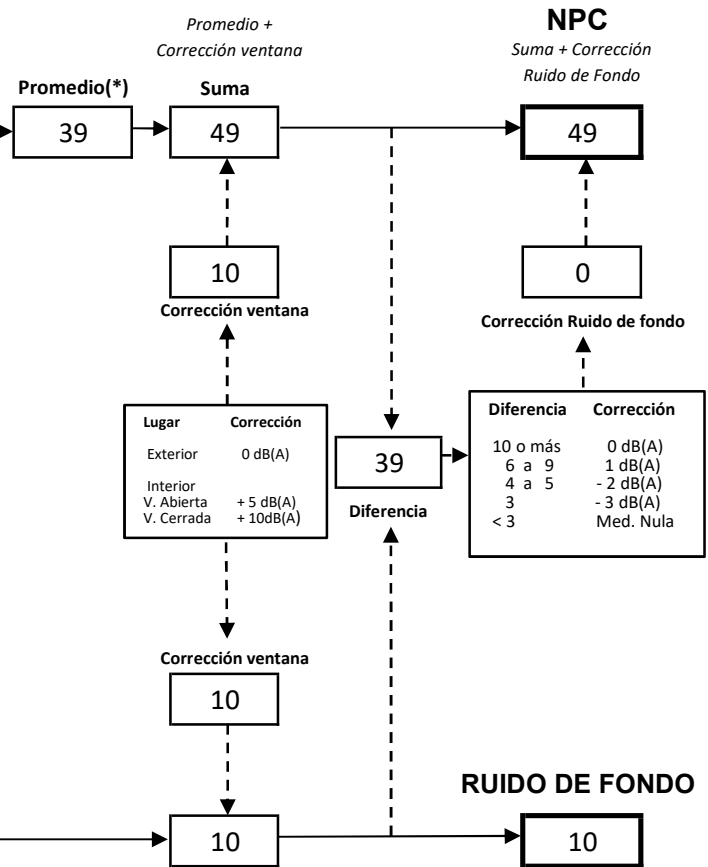 NPC
Promedio +
Corrección ventana
Suma + Corrección
Ruido de Fondo
Promedio(*)
Suma
39
49
49
10
0
Corrección ventana
Corrección Ruido de fondo
Lugar Corrección
Exterior 0 dB(A)
Interior
V. Abierta + 5 dB(A)
V. Cerrada + 10dB(A)
39
Diferencia
Diferencia Corrección
10 o más 0 dB(A)
6 a 9 1 dB(A)
4 a 5 - 2 dB(A)
3 - 3 dB(A)
< 3 Med. Nula
Corrección ventana
10
RUIDO DE FONDO
10
10